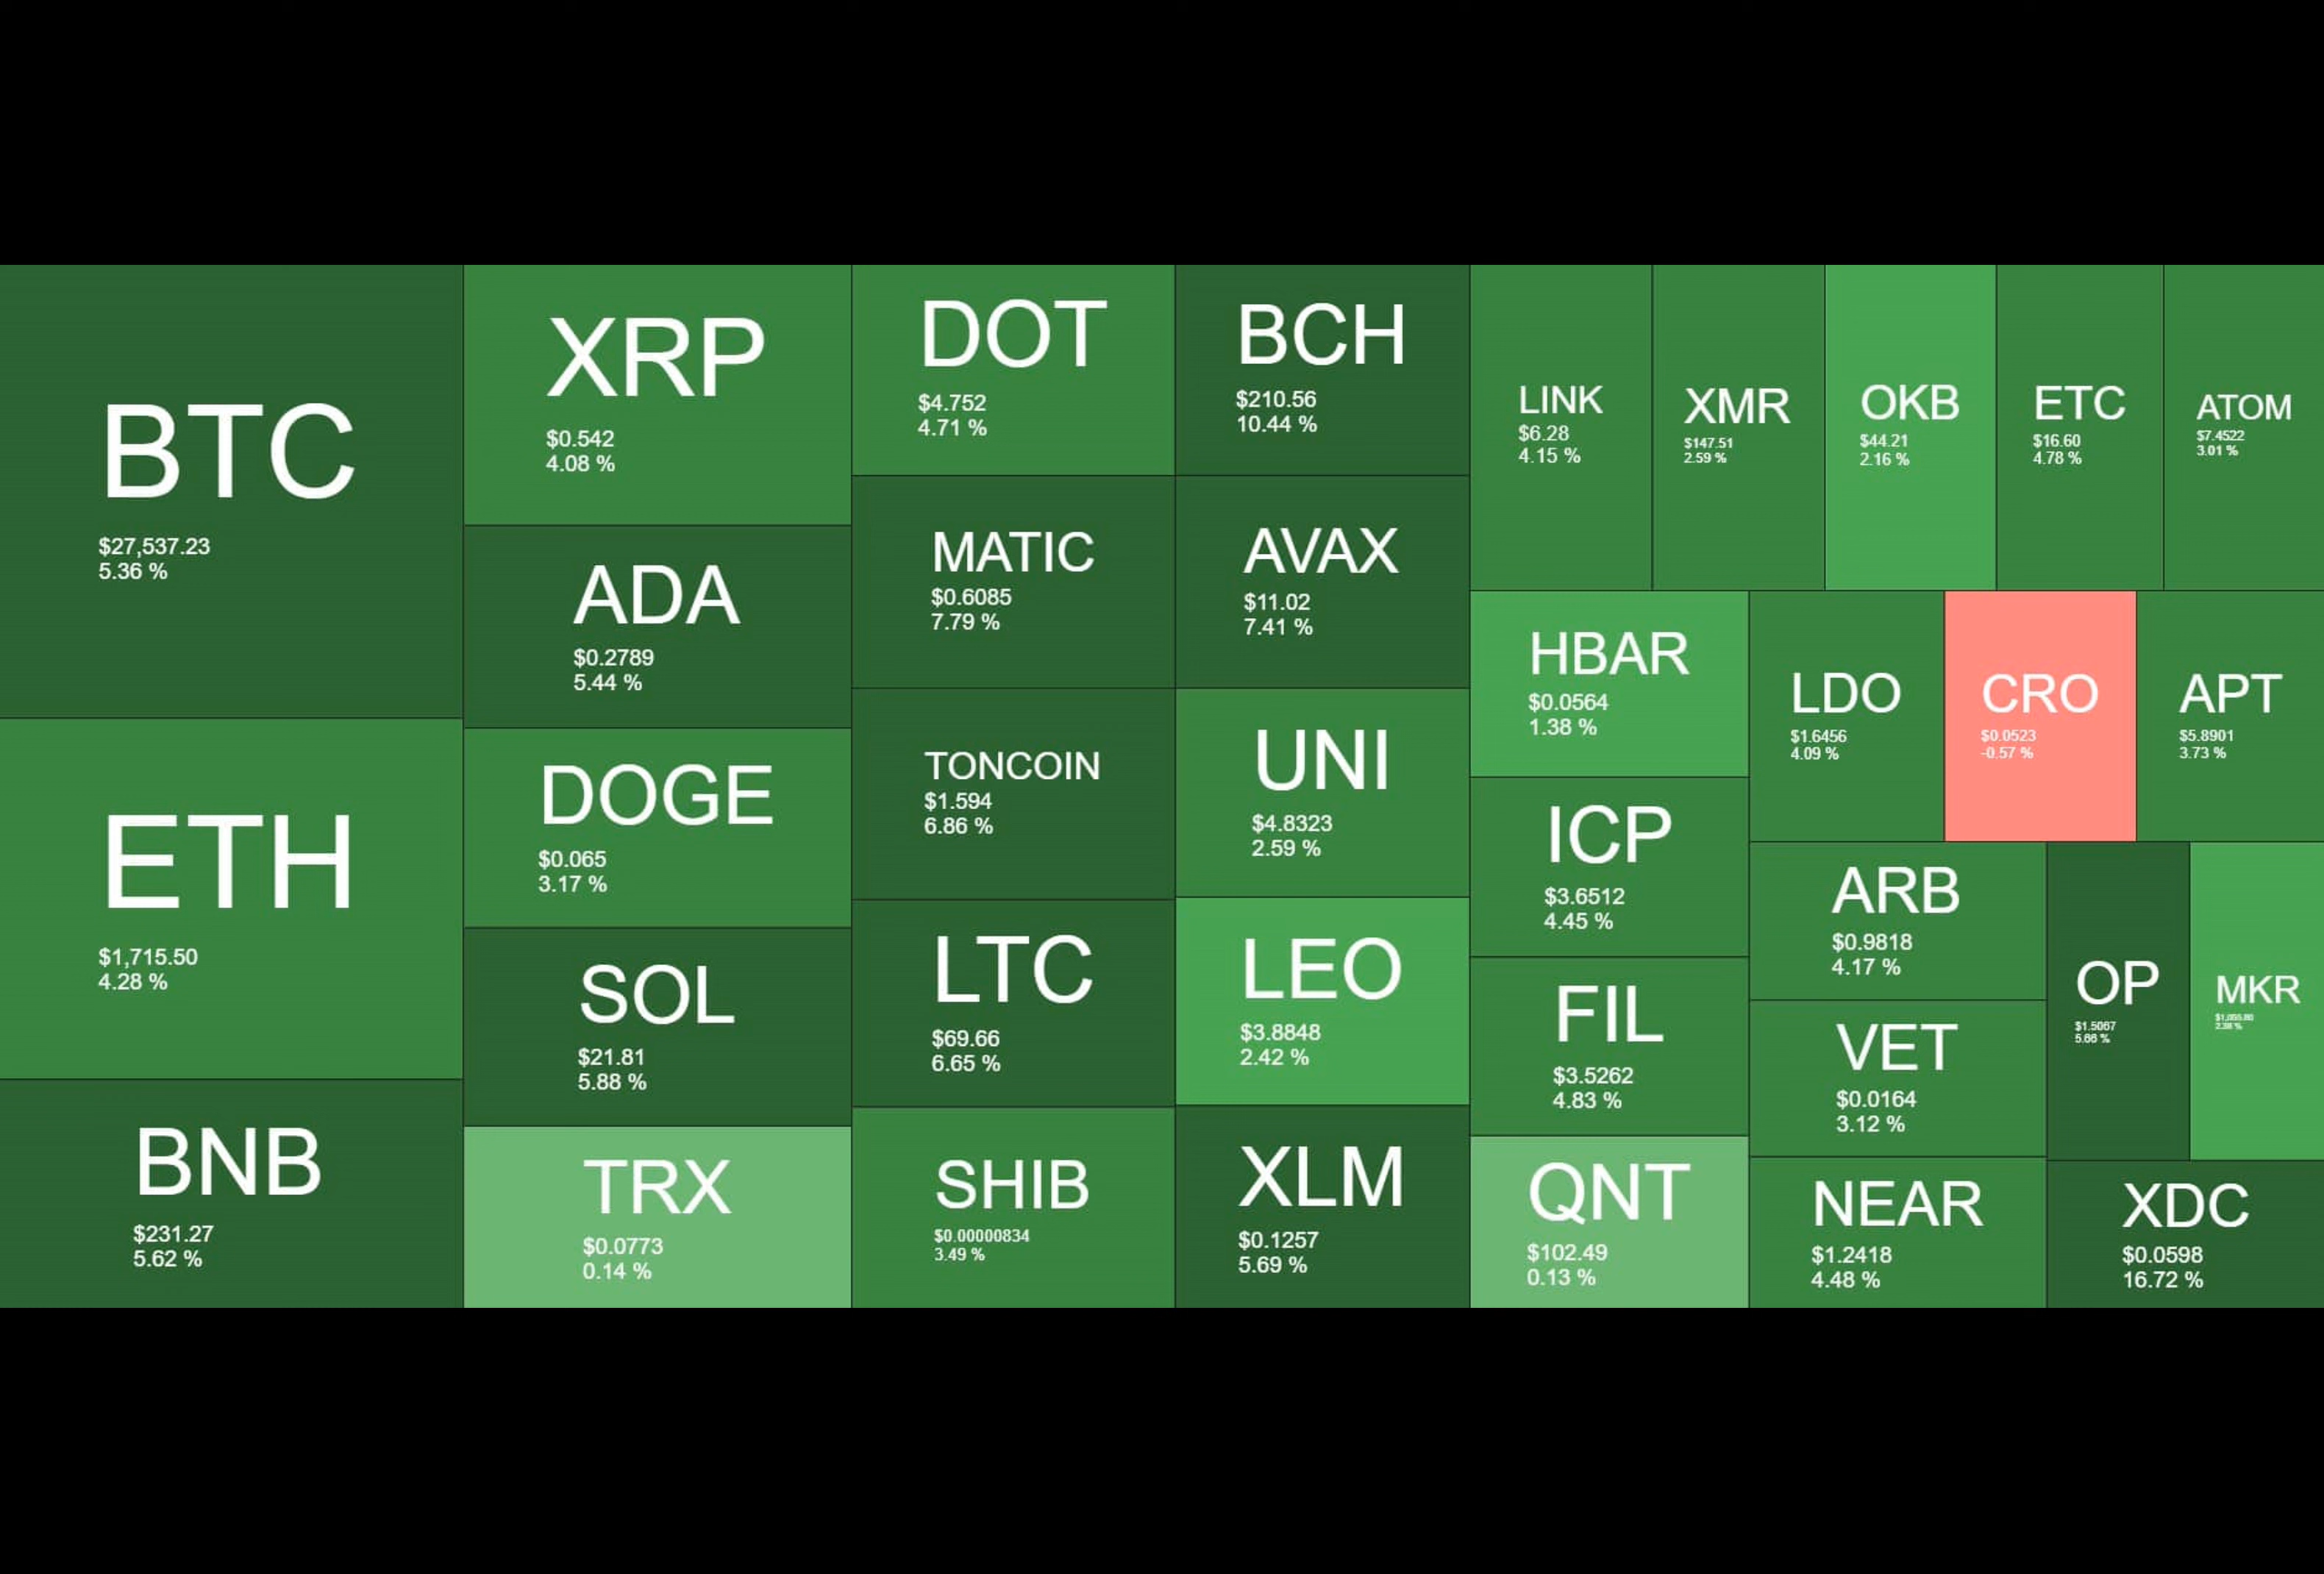 BTC
$27,537.23
5.36 %
ETH
$1,715.50
4.28 %
BNB
$231.27
5.62 %
XRP
$0.542
4.08 %
ADA
$0.2789
5.44 %
DOGE
$0.065
3.17 %
SOL
$21.81
5.88 %
TRX
$0.0773
0.14 %
DOT
$4.752
4.71 %
MATIC
$0.6085
7.79 %
TONCOIN
$1.594
6.86 %
LTC
$69.66
6.65 %
SHIB
$0.00000834
3.49 %
BCH
$210.56
10.44 %
AVAX
$11.02
7.41 %
UNI
$4.8323
2.59 %
LEO
$3.8848
2.42 %
XLM
$0.1257
5.69 %
LINK
$6.28
4.15 %
XMR
$147.51
2.59 %
OKB
$44.21
2.16 %
ETC
$16.60
4.78 %
ATOM
$7.4522
3.01 %
HBAR
$0.0564
1.38 %
ICP
$3.6512
4.45 %
FIL
$3.5262
4.83 %
QNT
$102.49
0.13 %
LDO
$1.6456
4.09 %
CRO
$0.0523
-0.57 %
APT
$5.8901
3.73 %
ARB
$0.9818
4.17 %
VET
$0.0164
3.12 %
NEAR
$1.2418
4.48 %
OP
$1.5067
MKR
XDC
$0.0598
16.72 %